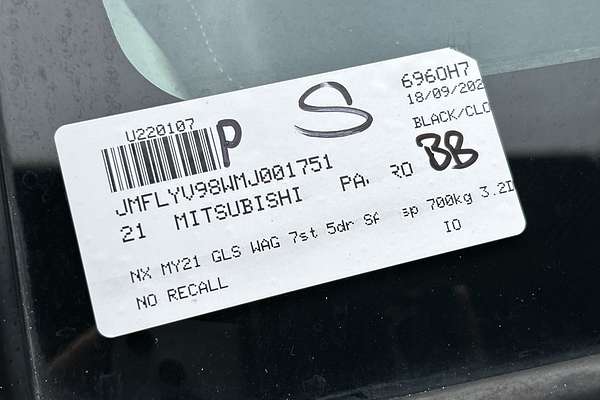 U220107 P S 6960H7
18/09/202
JMFLYV98WMJ001751 BLACK/CLO
21 MITSUBISHI PA RO BB
NX MY21 GLS WAG 7st 5dr sp 700kg 3.2D
NO RECALL IO